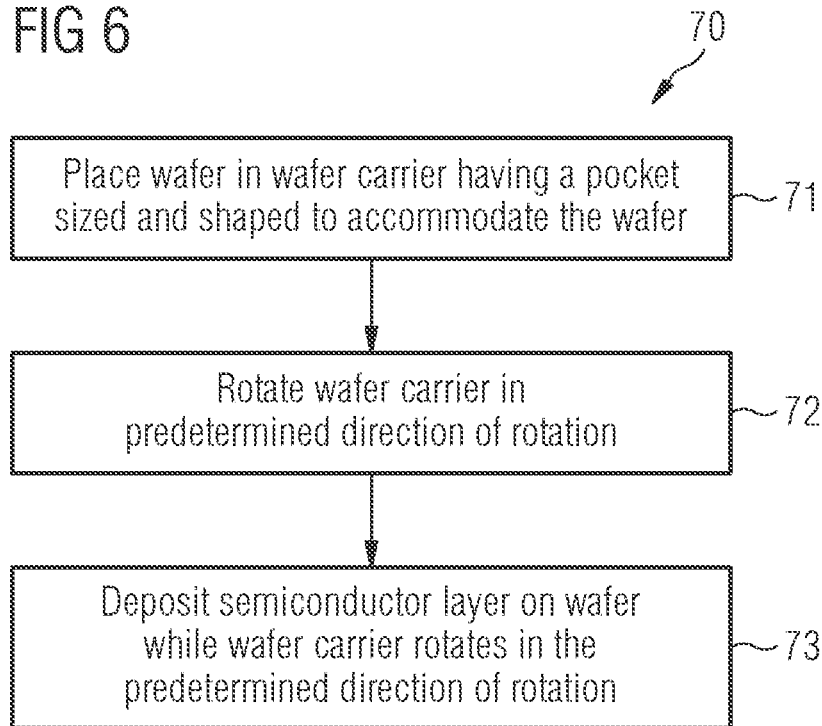 FIG 6
70
Place wafer in wafer carrier having a pocket
sized and shaped to accommodate the wafer
71
Rotate wafer carrier in
predetermined direction of rotation
72
Deposit semiconductor layer on wafer
while wafer carrier rotates in the
predetermined direction of rotation
73